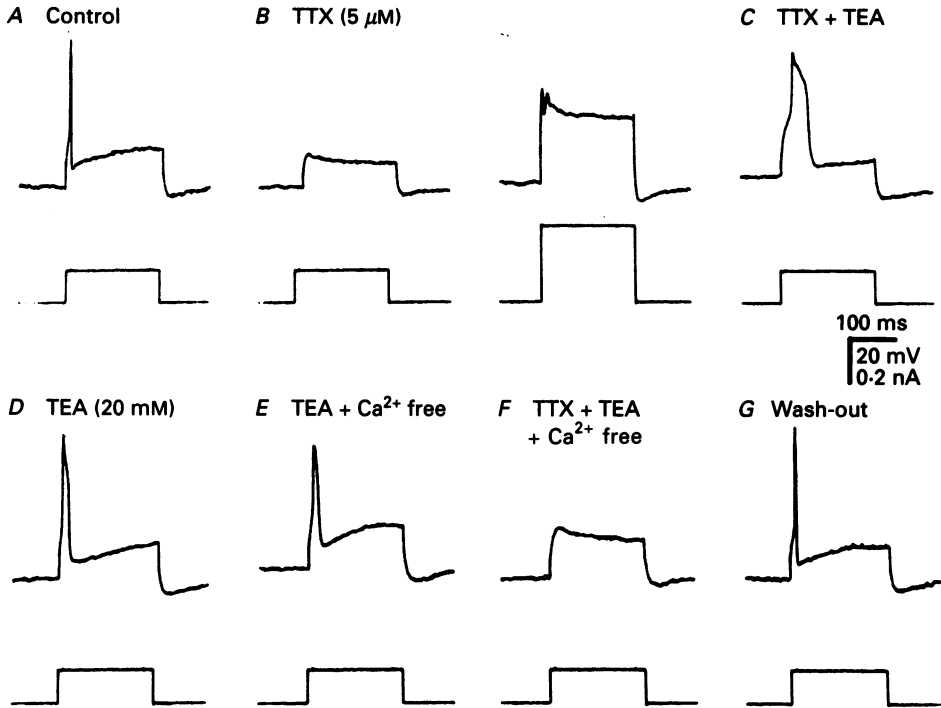 A Control
B TTX (5 μM)
C TTX + TEA
100 ms
20 mV
0·2 nA
D TEA (20 mM)
E TEA + Ca²⁺ free
F TTX + TEA
+ Ca²⁺ free
G Wash-out